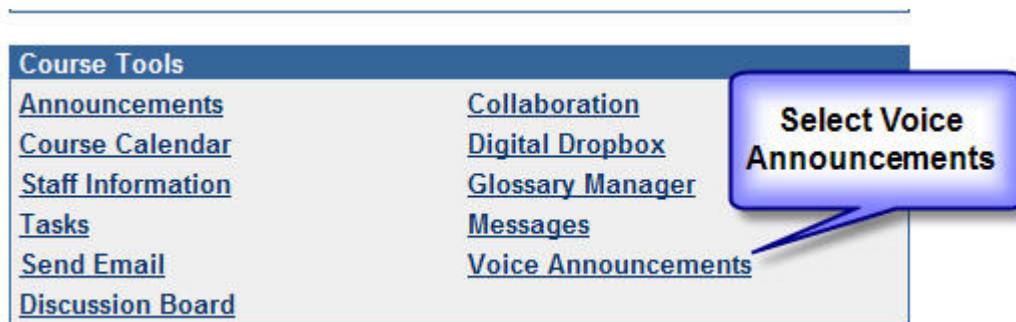 Course Tools
Announcements
Course Calendar
Staff Information
Tasks
Send Email
Discussion Board
Collaboration
Digital Dropbox
Glossary Manager
Messages
Voice Announcements
Select Voice
Announcements